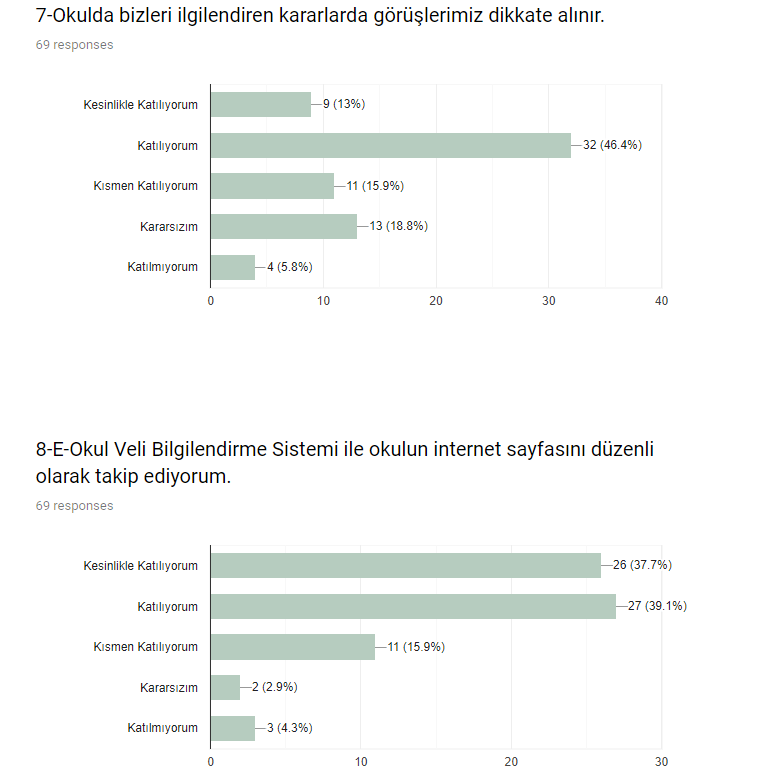 7-Okulda bizleri ilgilendiren kararlarda görüşlerimiz dikkate alınır.
69 responses
Kesinlikle Katılıyorum
9 (13%)
Katılıyorum
32 (46.4%)
Kısmen Katılıyorum
11 (15.9%)
Kararsızım
13 (18.8%)
Katılmıyorum
4 (5.8%)
0 10 20 30 40
8-E-Okul Veli Bilgilendirme Sistemi ile okulun internet sayfasını düzenli
olarak takip ediyorum.
69 responses
Kesinlikle Katılıyorum
26 (37.7%)
Katılıyorum
27 (39.1%)
Kısmen Katılıyorum
11 (15.9%)
Kararsızım
2 (2.9%)
Katılmıyorum
3 (4.3%)
0 10 20 30